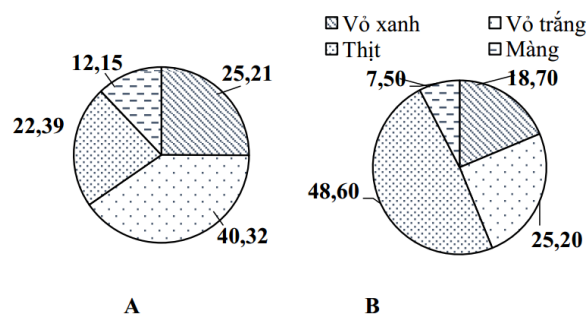 Vỏ xanh Vỏ trắng
Thịt Màng
12,15
25,21
22,39
40,32
7,50
18,70
48,60
25,20
A B